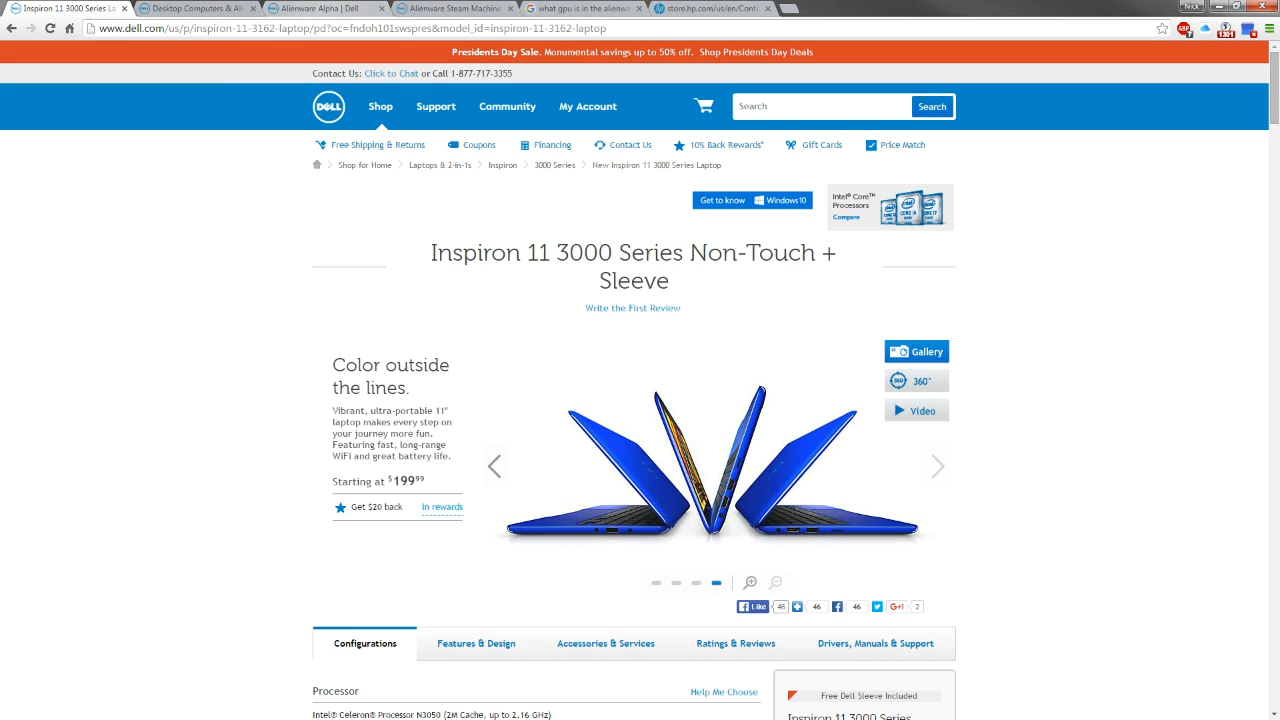 Inspiron 11 3000 Series La
Desktop Computers & All
Alienware Alpha | Dell
Alienware Steam Machine
what gpu is in the alienwa
store.hp.com/us/en/Cont
Nick
www.dell.com/us/p/inspiron-11-3162-laptop/pd?oc=fndoh101swspres&model_id=inspiron-11-3162-laptop
1301
Presidents Day Sale. Monumental savings up to 50% off. Shop Presidents Day Deals
Contact Us: Click to Chat or Call 1-877-717-3355
DELL
Shop
Support
Community
My Account
Search
Search
Free Shipping & Returns
Coupons
Financing
Contact Us
10% Back Rewards*
Gift Cards
Price Match
Shop for Home
Laptops & 2-in-1s
Inspiron
3000 Series
New Inspiron 11 3000 Series Laptop
Get to know Windows10
Intel® Core™
Processors
Compare
Inspiron 11 3000 Series Non-Touch +
Sleeve
Write the First Review
Gallery
360°
Video
Color outside
the lines.
Vibrant, ultra-portable 11"
laptop makes every step on
your journey more fun.
Featuring fast, long-range
WiFi and great battery life.
Starting at $199.99
Get $20 back in rewards
Like 46 46 46 G+1 2
Configurations
Features & Design
Accessories & Services
Ratings & Reviews
Drivers, Manuals & Support
Processor
Help Me Choose
Intel® Celeron® Processor N3050 (2M Cache, up to 2.16 GHz)
Free Dell Sleeve Included
Inspiron 11 3000 Series